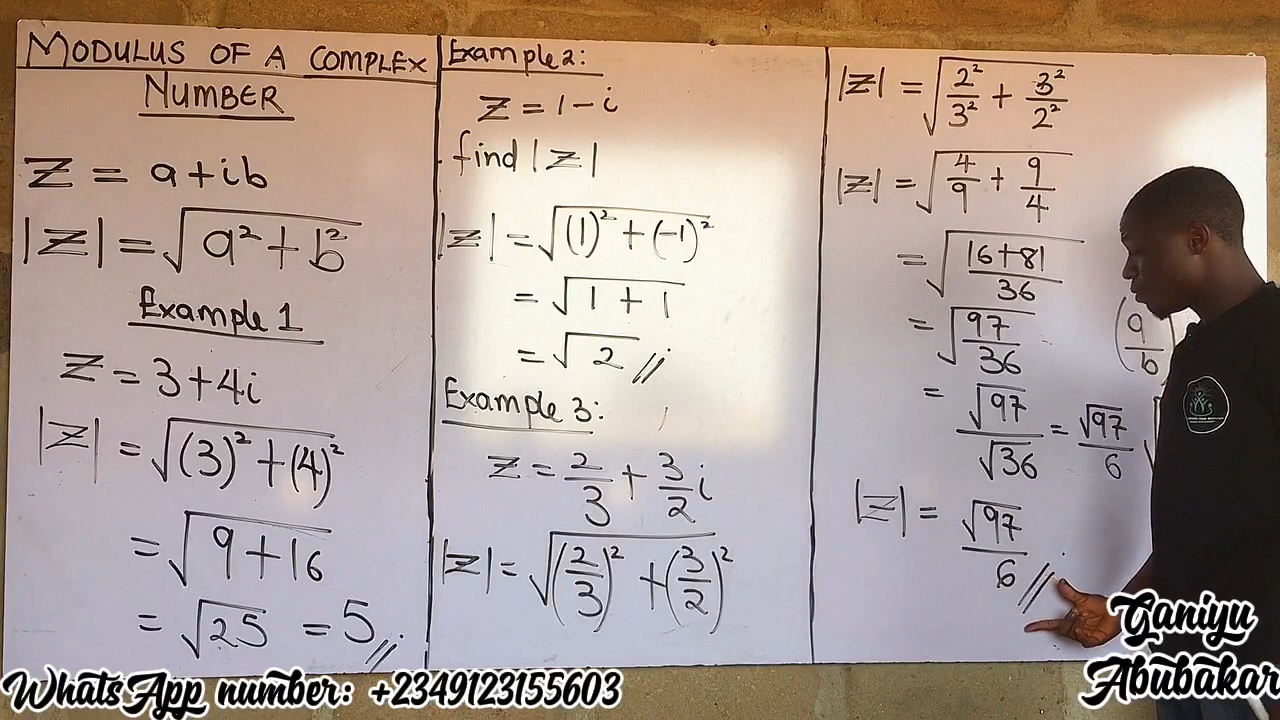 MODULUS OF A COMPLEX
NUMBER
Z = a+ib
|Z| = √(a² + b²)
Example 1
Z = 3+4i
|Z| = √((3)² + (4)²)
= √(9+16)
= √25 = 5//
Example 2:
Z = 1 - i
find |Z|
|Z| = √((1)² + (-1)²)
= √(1 + 1)
= √2 //
Example 3:
Z = 2/3 + 3/2 i
|Z| = √((2/3)² + (3/2)²)
|Z| = √(2²/3² + 3²/2²)
|Z| = √(4/9 + 9/4)
= √((16+81)/36)
= √(97/36)
= √97/√36 = √97/6
|Z| = √97/6 //
WhatsApp number: +2349123155603
Ganiyu
Abubakar